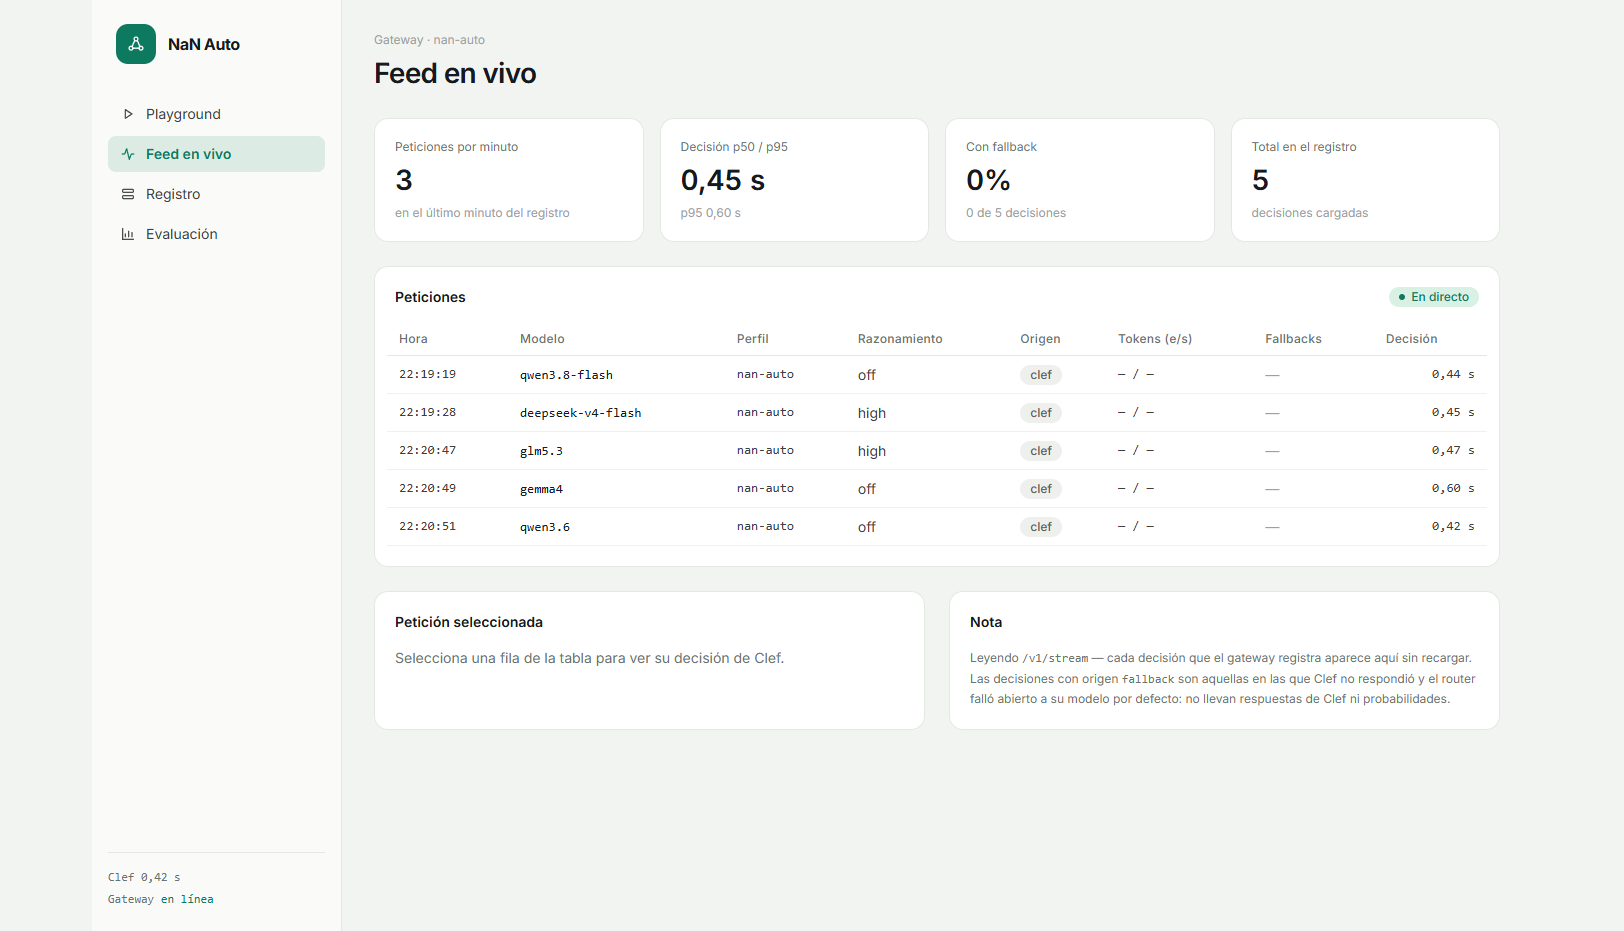 NaN Auto
Playground
Feed en vivo
Registro
Evaluación
Clef 0,42 s
Gateway en línea
Gateway · nan-auto
Feed en vivo
Peticiones por minuto
3
en el último minuto del registro
Decisión p50 / p95
0,45 s
p95 0,60 s
Con fallback
0%
0 de 5 decisiones
Total en el registro
5
decisiones cargadas
Peticiones
En directo
Hora Modelo Perfil Razonamiento Origen Tokens (e/s) Fallbacks Decisión
22:19:19 qwen3.8-flash nan-auto off clef — / — — 0,44 s
22:19:28 deepseek-v4-flash nan-auto high clef — / — — 0,45 s
22:20:47 glm5.3 nan-auto high clef — / — — 0,47 s
22:20:49 gemma4 nan-auto off clef — / — — 0,60 s
22:20:51 qwen3.6 nan-auto off clef — / — — 0,42 s
Petición seleccionada
Selecciona una fila de la tabla para ver su decisión de Clef.
Nota
Leyendo /v1/stream — cada decisión que el gateway registra aparece aquí sin recargar.
Las decisiones con origen fallback son aquellas en las que Clef no respondió y el router
falló abierto a su modelo por defecto: no llevan respuestas de Clef ni probabilidades.